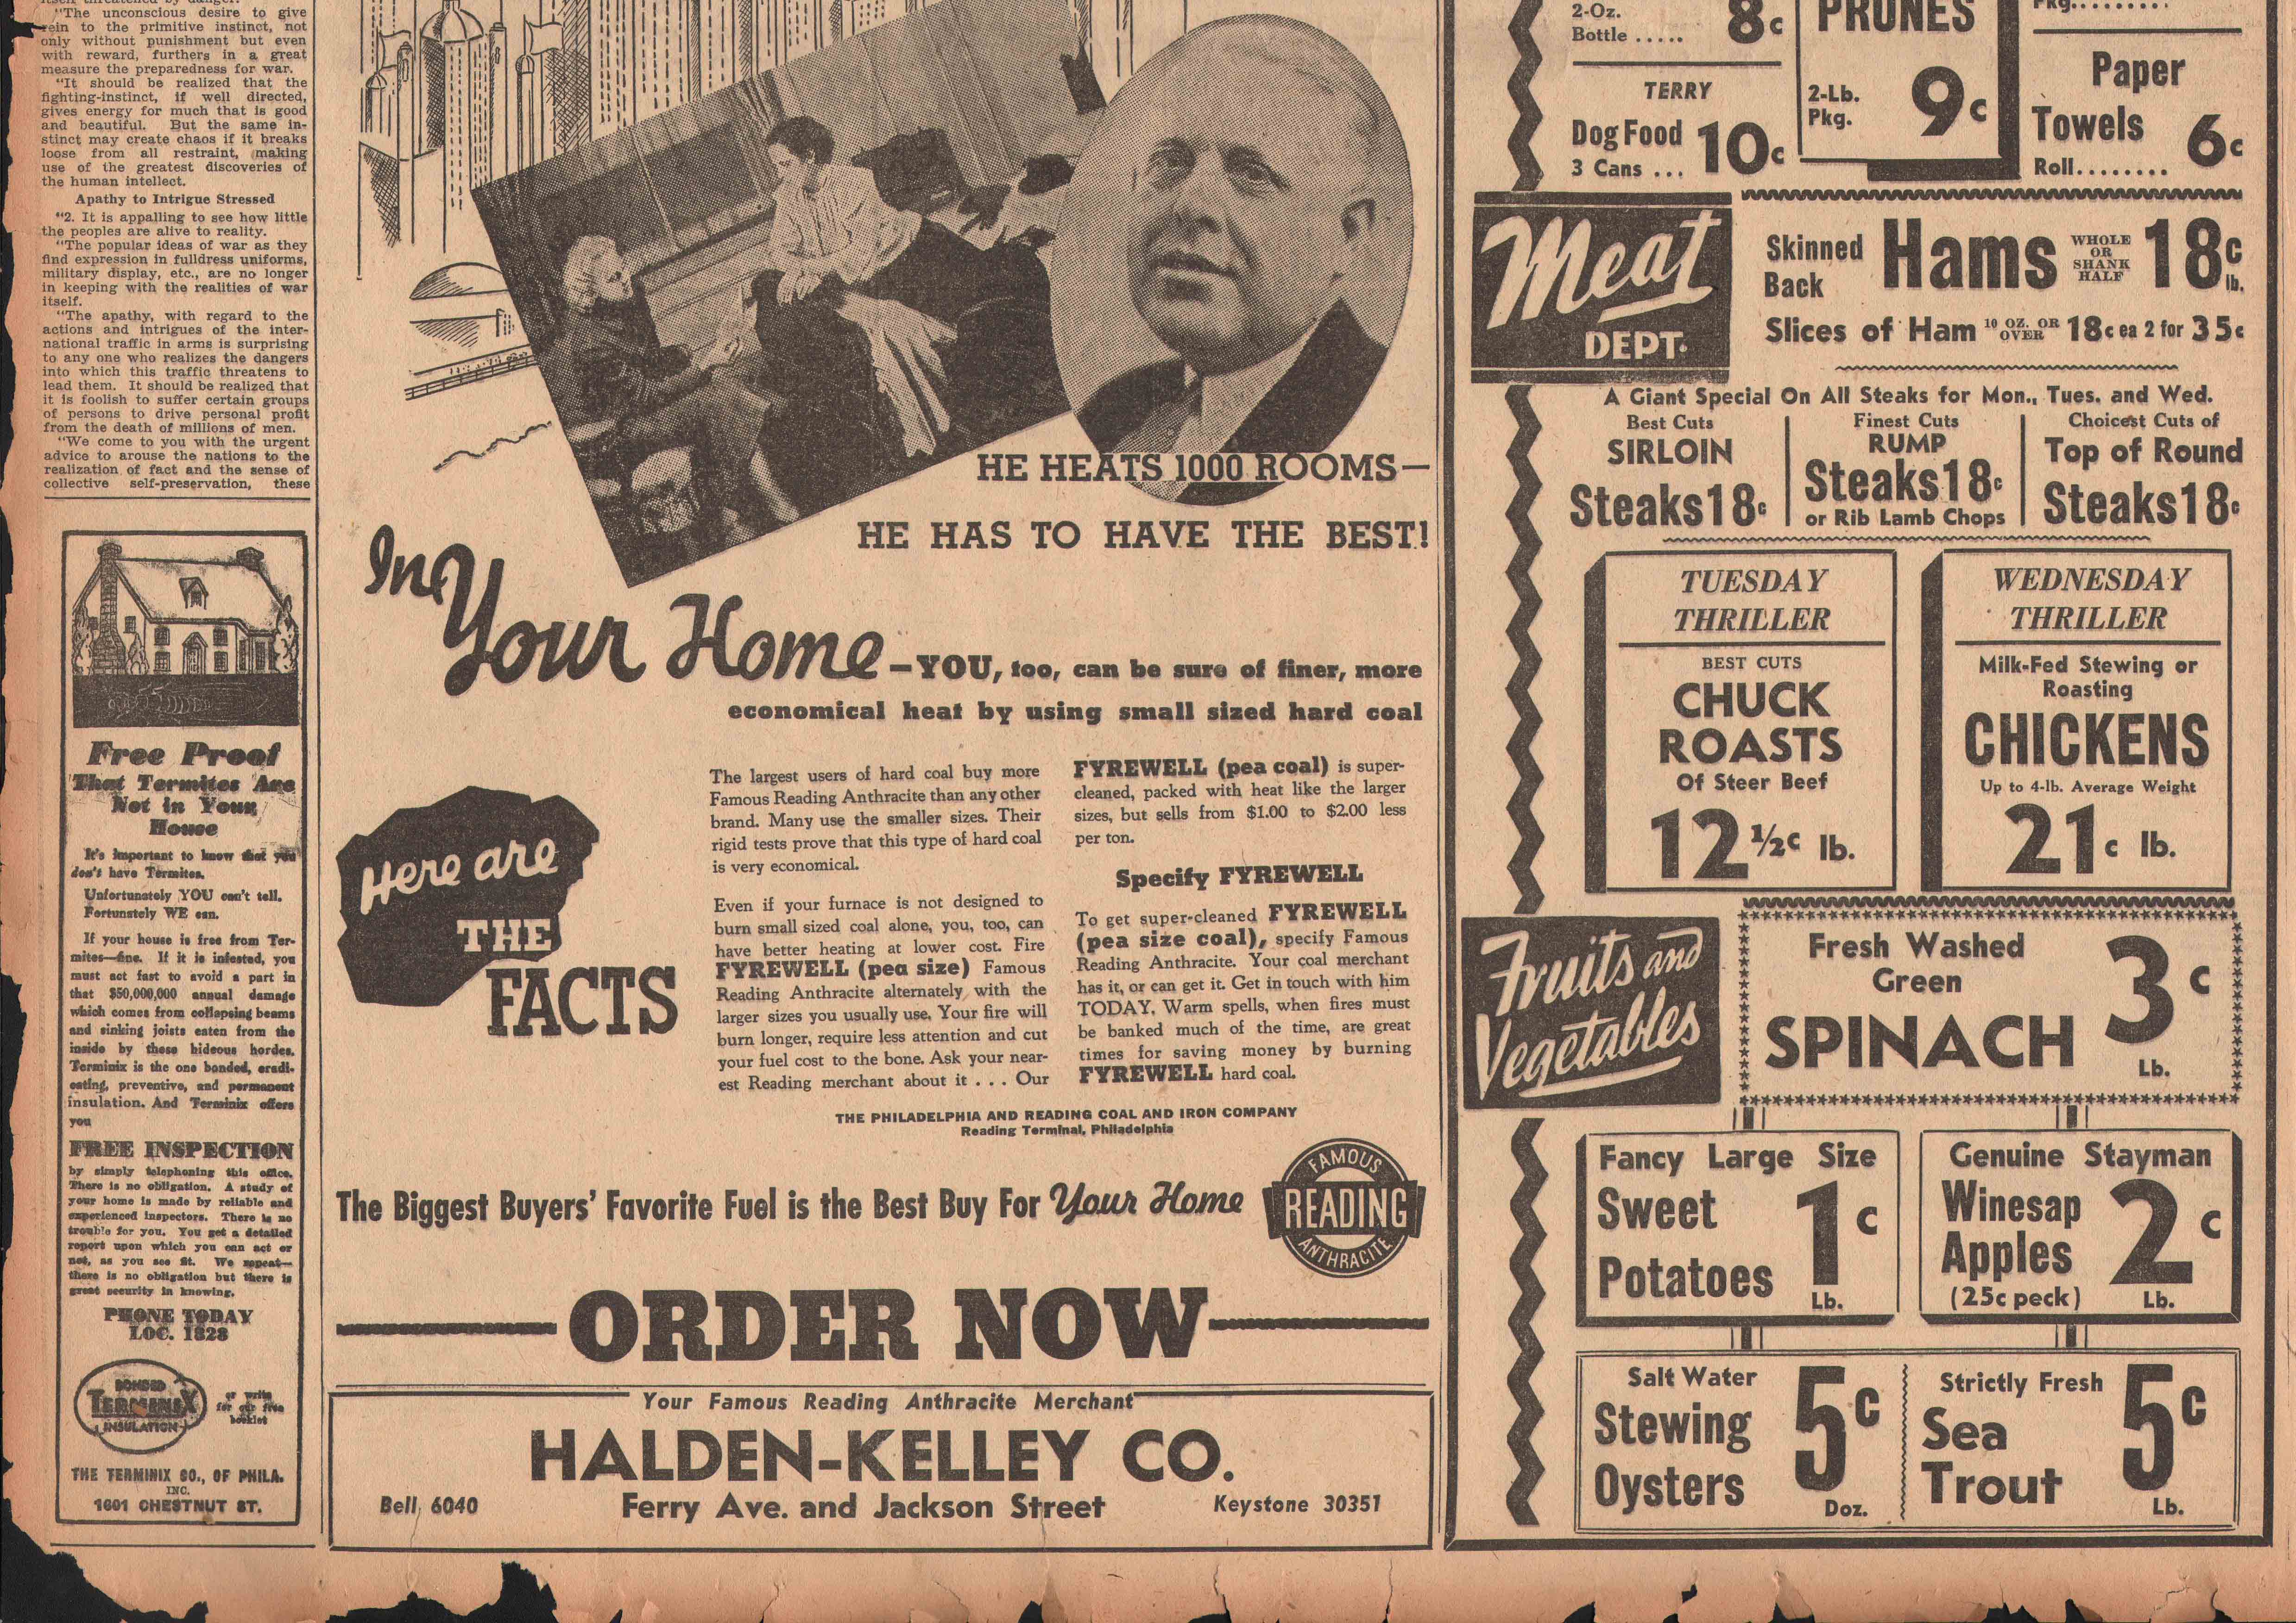 "The unconscious desire to give
rein to the primitive instinct, not
only without punishment but even
with reward, furthers in a great
measure the preparedness for war.
"It should be realized that the
fighting-instinct, if well directed,
gives energy for much that is good
and beautiful. But the same in-
stinct may create chaos if it breaks
loose from all restraint, making
use of the greatest discoveries of
the human intellect.
Apathy to Intrigue Stressed
"2. It is appalling to see how little
the peoples are alive to reality.
"The popular ideas of war as they
find expression in fulldress uniforms,
military display, etc., are no longer
in keeping with the realities of war
itself.
"The apathy, with regard to the
actions and intrigues of the inter-
national traffic in arms is surprising
to any one who realizes the dangers
into which this traffic threatens to
lead them. It should be realized that
it is foolish to suffer certain groups
of persons to drive personal profit
from the death of millions of men.
"We come to you with the urgent
advice to arouse the nations to the
realization of fact and the sense of
collective self-preservation, these
Free Proof
That Termites Are
Not in Your
House
It's important to know that you
don't have Termites.
Unfortunately YOU can't tell.
Fortunately WE can.
If your house is free from Ter-
mites—fine. If it is infested, you
must act fast to avoid a part in
that $50,000,000 annual damage
which comes from collapsing beams
and sinking joists eaten from the
inside by these hideous hordes.
Terminix is the one bonded, eradi-
cating, preventive, and permanent
insulation. And Terminix offers
you
FREE INSPECTION
by simply telephoning this office.
There is no obligation. A study of
your home is made by reliable and
experienced inspectors. There is no
trouble for you. You get a detailed
report upon which you can act or
not, as you see fit. We repeat—
there is no obligation but there is
great security in knowing.
PHONE TODAY
LOC. 1828
BONDED
TERMINIX
INSULATION
or write
for our free
booklet
THE TERMINIX CO., OF PHILA.
INC.
1601 CHESTNUT ST.
HE HEATS 1000 ROOMS—
HE HAS TO HAVE THE BEST!
In Your Home —YOU, too, can be sure of finer, more
economical heat by using small sized hard coal
Here are
THE
FACTS
The largest users of hard coal buy more
Famous Reading Anthracite than any other
brand. Many use the smaller sizes. Their
rigid tests prove that this type of hard coal
is very economical.
Even if your furnace is not designed to
burn small sized coal alone, you, too, can
have better heating at lower cost. Fire
FYREWELL (pea size) Famous
Reading Anthracite alternately with the
larger sizes you usually use. Your fire will
burn longer, require less attention and cut
your fuel cost to the bone. Ask your near-
est Reading merchant about it . . . Our
FYREWELL (pea coal) is super-
cleaned, packed with heat like the larger
sizes, but sells from $1.00 to $2.00 less
per ton.
Specify FYREWELL
To get super-cleaned FYREWELL
(pea size coal), specify Famous
Reading Anthracite. Your coal merchant
has it, or can get it. Get in touch with him
TODAY. Warm spells, when fires must
be banked much of the time, are great
times for saving money by burning
FYREWELL hard coal.
THE PHILADELPHIA AND READING COAL AND IRON COMPANY
Reading Terminal, Philadelphia
The Biggest Buyers' Favorite Fuel is the Best Buy For Your Home
FAMOUS
READING
ANTHRACITE
ORDER NOW
Your Famous Reading Anthracite Merchant
HALDEN-KELLEY CO.
Bell, 6040 Ferry Ave. and Jackson Street Keystone 30351
2-Oz.
Bottle ..... 8c
TERRY
Dog Food
3 Cans ... 10c
PRUNES
2-Lb.
Pkg. 9c
Pkg.........
Paper
Towels
Roll........ 6c
Meat
DEPT.
Skinned
Back Hams WHOLE
OR
SHANK
HALF 18c lb.
Slices of Ham 10 OZ. OR
OVER 18c ea 2 for 35c
A Giant Special On All Steaks for Mon., Tues. and Wed.
Best Cuts
SIRLOIN
Steaks 18c
Finest Cuts
RUMP
Steaks 18c
or Rib Lamb Chops
Choicest Cuts of
Top of Round
Steaks 18c
TUESDAY
THRILLER
BEST CUTS
CHUCK
ROASTS
Of Steer Beef
12½c lb.
WEDNESDAY
THRILLER
Milk-Fed Stewing or
Roasting
CHICKENS
Up to 4-lb. Average Weight
21c lb.
Fruits and
Vegetables
Fresh Washed
Green
SPINACH 3c
Lb.
Fancy Large Size
Sweet
Potatoes 1c
Lb.
Genuine Stayman
Winesap
Apples
(25c peck) 2c
Lb.
Salt Water
Stewing
Oysters 5c
Doz.
Strictly Fresh
Sea
Trout 5c
Lb.